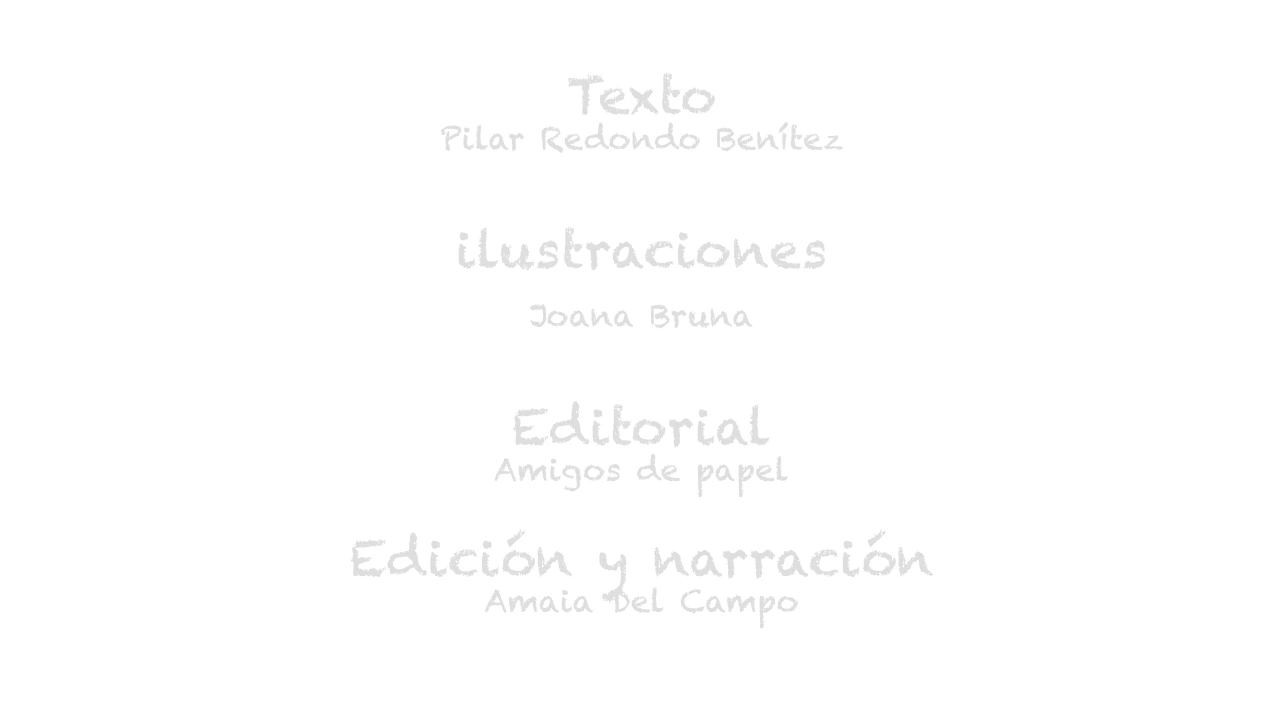 Texto
Pilar Redondo Benítez
ilustraciones
Joana Bruna
Editorial
Amigos de papel
Edición y narración
Amaia Del Campo